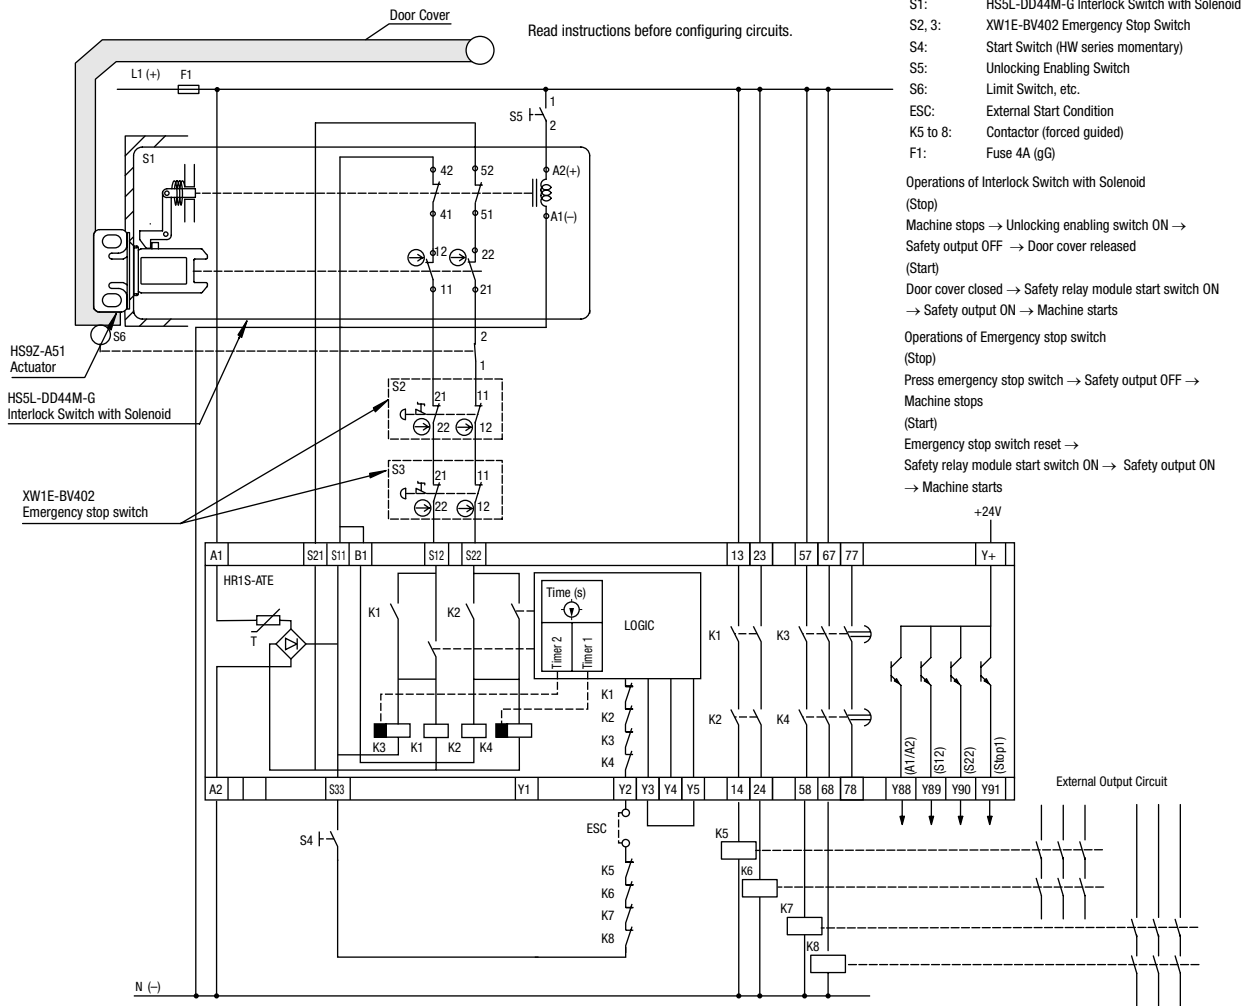 S1: HS5L-DD44M-G Interlock Switch with Solenoid
Door Cover
Read instructions before configuring circuits.
S2, 3: XW1E-BV402 Emergency Stop Switch
S4: Start Switch (HW series momentary)
S5: Unlocking Enabling Switch
S6: Limit Switch, etc.
ESC: External Start Condition
K5 to 8: Contactor (forced guided)
F1: Fuse 4A (gG)
Operations of Interlock Switch with Solenoid
(Stop)
Machine stops → Unlocking enabling switch ON →
Safety output OFF → Door cover released
(Start)
Door cover closed → Safety relay module start switch ON
→ Safety output ON → Machine starts
Operations of Emergency stop switch
(Stop)
Press emergency stop switch → Safety output OFF →
Machine stops
(Start)
Emergency stop switch reset →
Safety relay module start switch ON → Safety output ON
→ Machine starts
L1 (+) F1
1
S5
2
S1
42 52 A2(+)
41 51 A1(–)
12 22
11 21
S6
2
1
HS9Z-A51
Actuator
HS5L-DD44M-G
Interlock Switch with Solenoid
S2
21 11
22 12
S3
21 11
22 12
XW1E-BV402
Emergency stop switch
+24V
A1 S21 S11 B1 S12 S22 13 23 57 67 77 Y+
HR1S-ATE
T
K1 K2
Time (s)
Timer 2 Timer 1
LOGIC
K1 K3
K2 K4
K1
K2
K3
K4
K3 K1 K2 K4
(A1/A2) (S12) (S22) (Stop1)
A2 S33 Y1 Y2 Y3 Y4 Y5 14 24 58 68 78 Y88 Y89 Y90 Y91
External Output Circuit
S4
ESC
K5
K6
K7
K8
K5
K6
K7
K8
N (–)